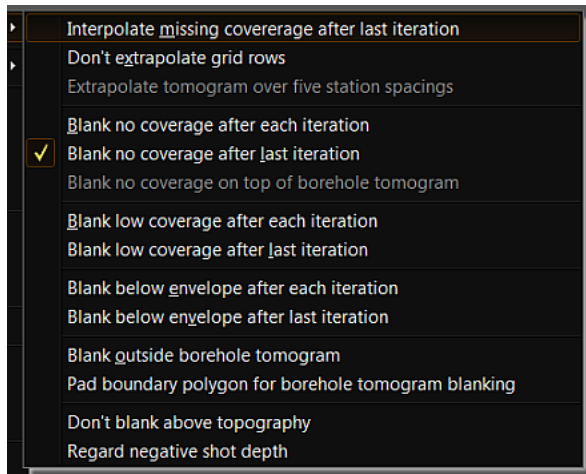 Interpolate missing covererage after last iteration
Don't extrapolate grid rows
Extrapolate tomogram over five station spacings
Blank no coverage after each iteration
Blank no coverage after last iteration
Blank no coverage on top of borehole tomogram
Blank low coverage after each iteration
Blank low coverage after last iteration
Blank below envelope after each iteration
Blank below envelope after last iteration
Blank outside borehole tomogram
Pad boundary polygon for borehole tomogram blanking
Don't blank above topography
Regard negative shot depth